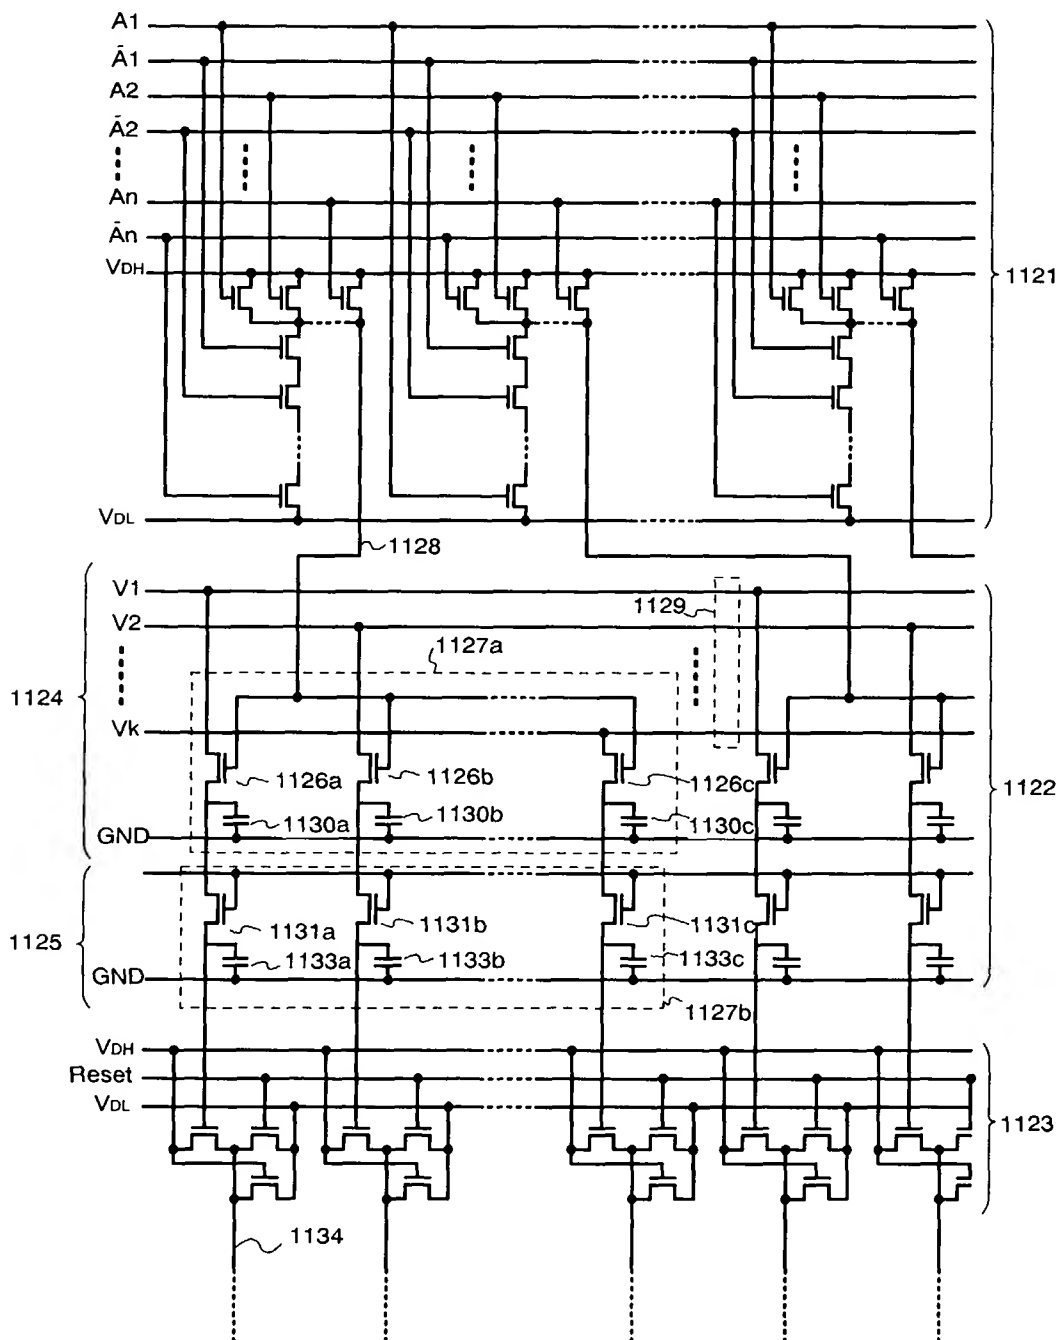 A1
Ā1
A2
Ā2
An
Ān
VDH
1121
VDL
1128
V1
1129
V2
1127a
1124
Vk
1126a
1126b
1126c
1122
1130a
1130b
1130c
GND
1131a
1131b
1131c
1125
1133a
1133b
1133c
GND
1127b
VDH
Reset
VDL
1123
1134